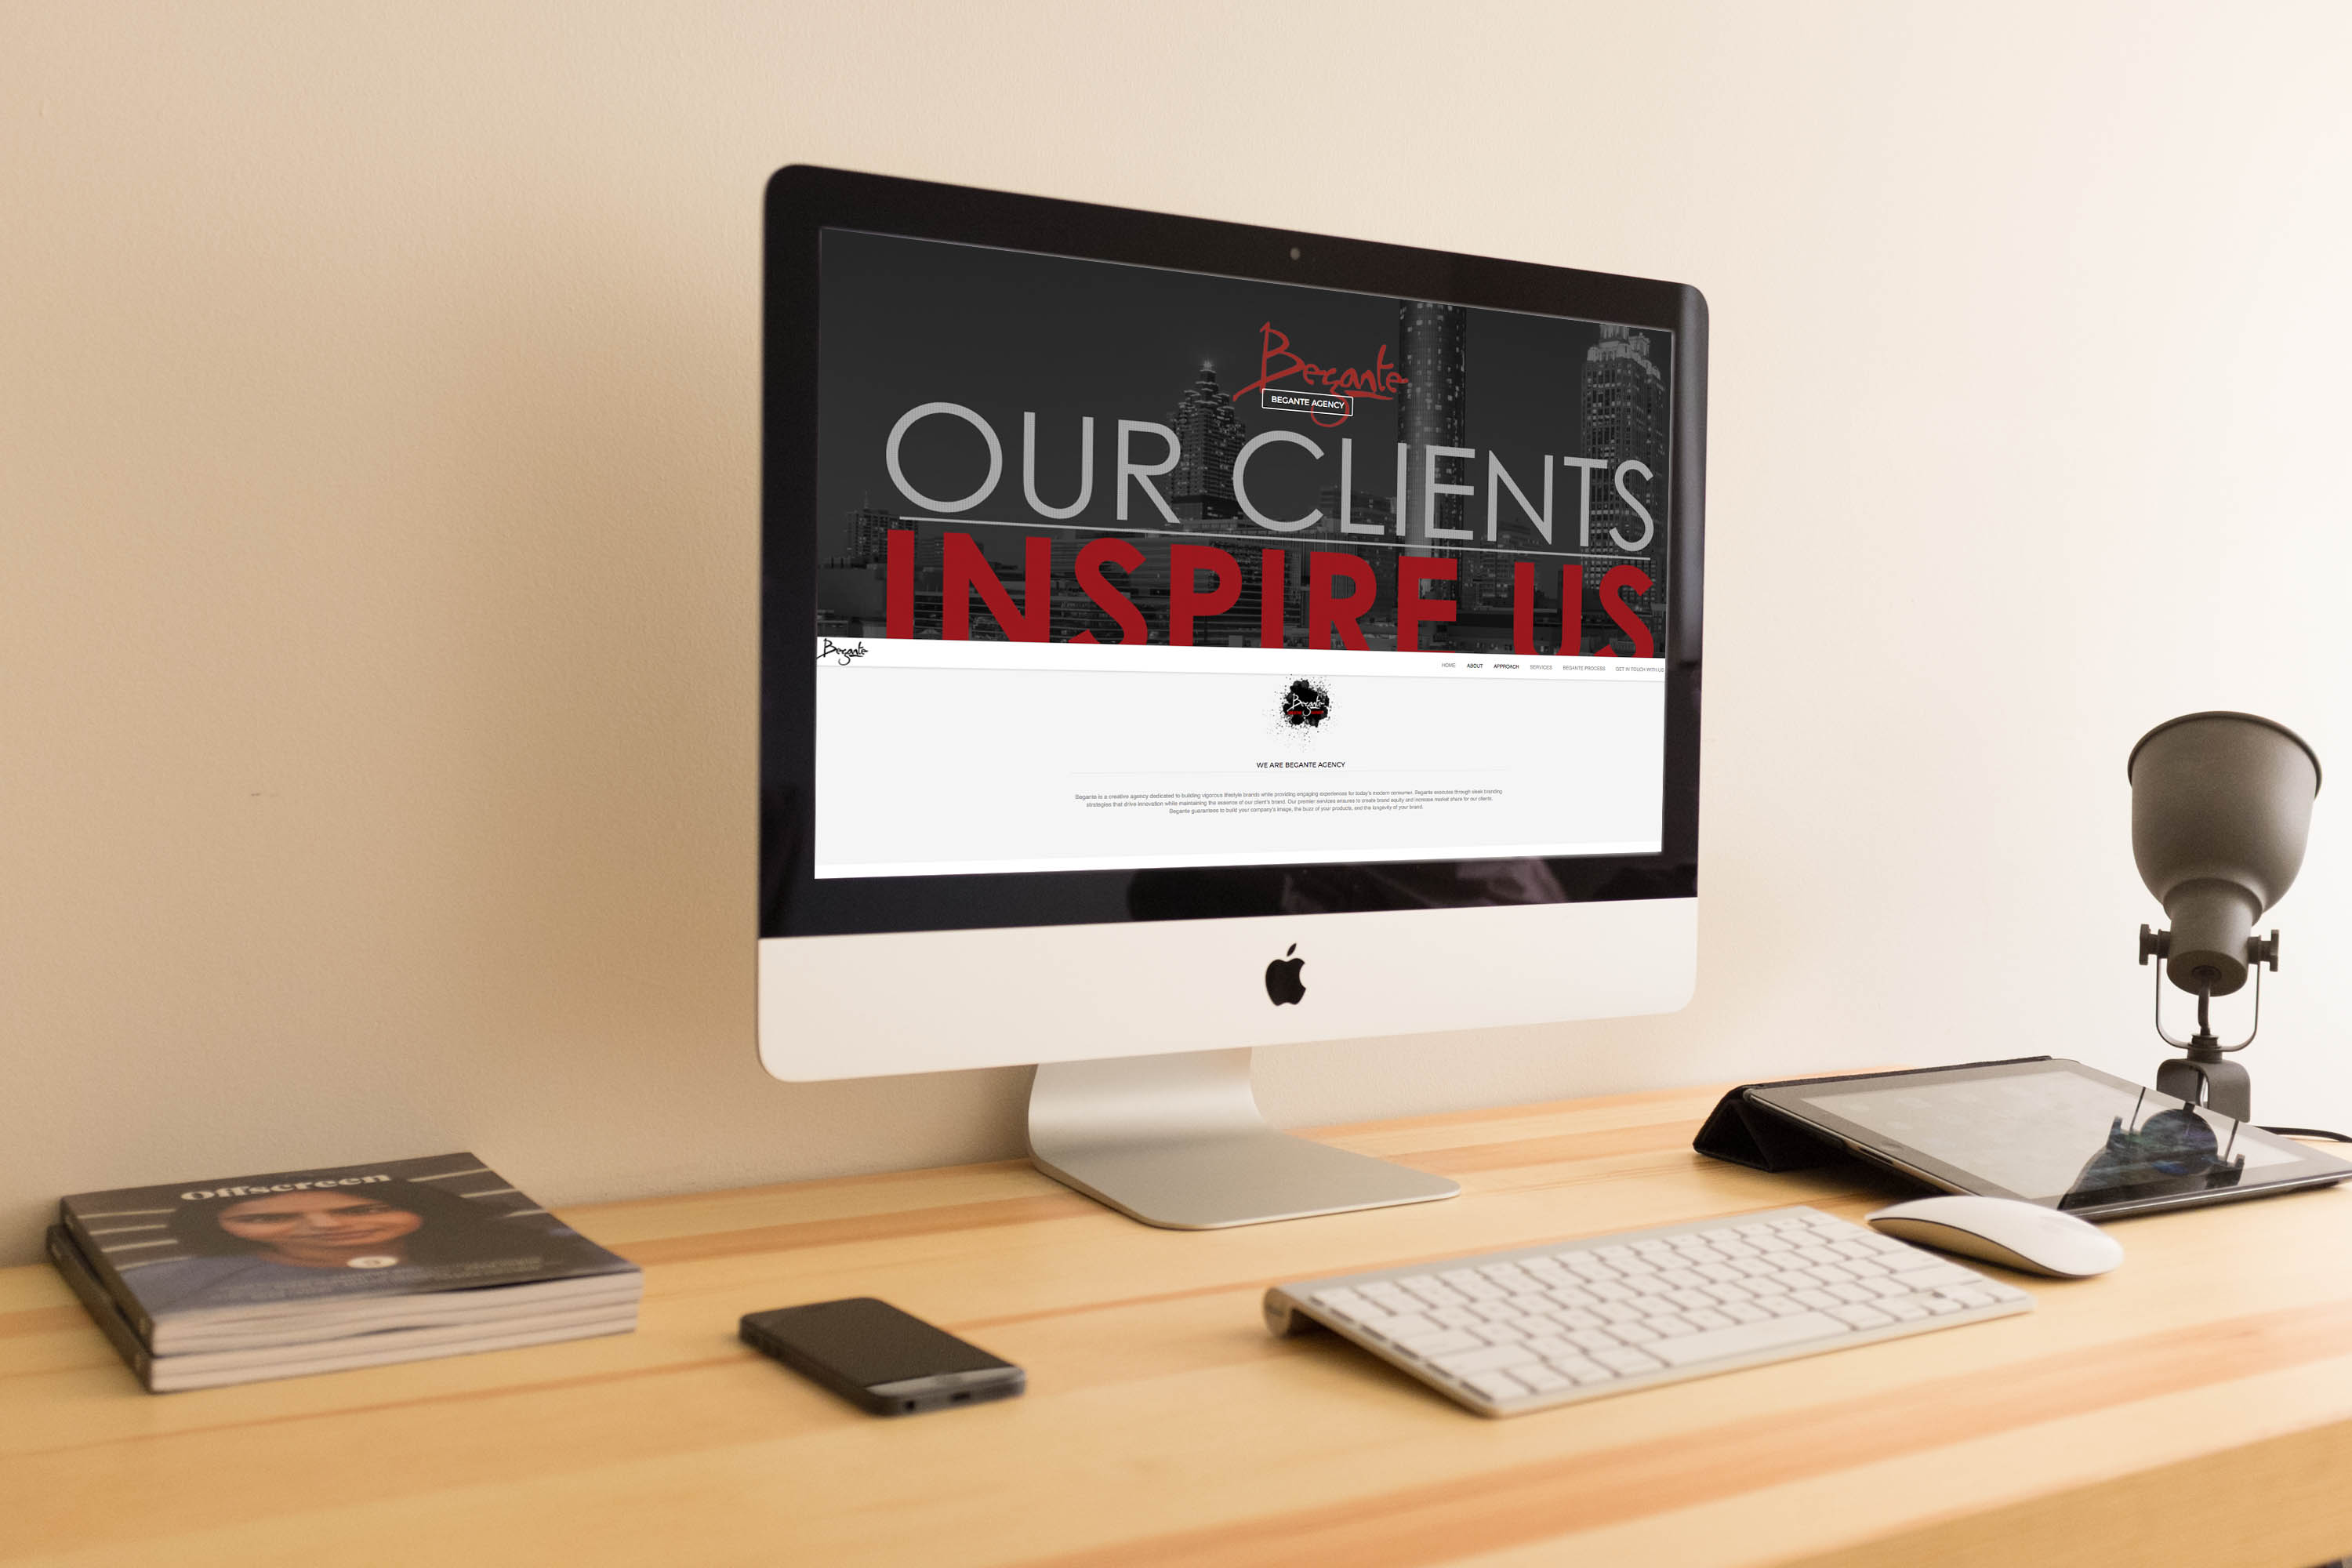 Begante
BEGANTE AGENCY
OUR CLIENTS
INSPIRE US
Begante
HOME ABOUT APPROACH SERVICES BEGANTE PROCESS GET IN TOUCH WITH US
Begante
WE ARE BEGANTE AGENCY
Begante is a creative agency dedicated to building vigorous lifestyle brands while providing engaging experiences for today's modern consumer. Begante executes through sleek branding
strategies that drive innovation while maintaining the essence of our client's brand. Our premier services ensures to create brand equity and increase market share for our clients.
Begante guarantees to build your company's image, the buzz of your products, and the longevity of your brand.
Offscreen